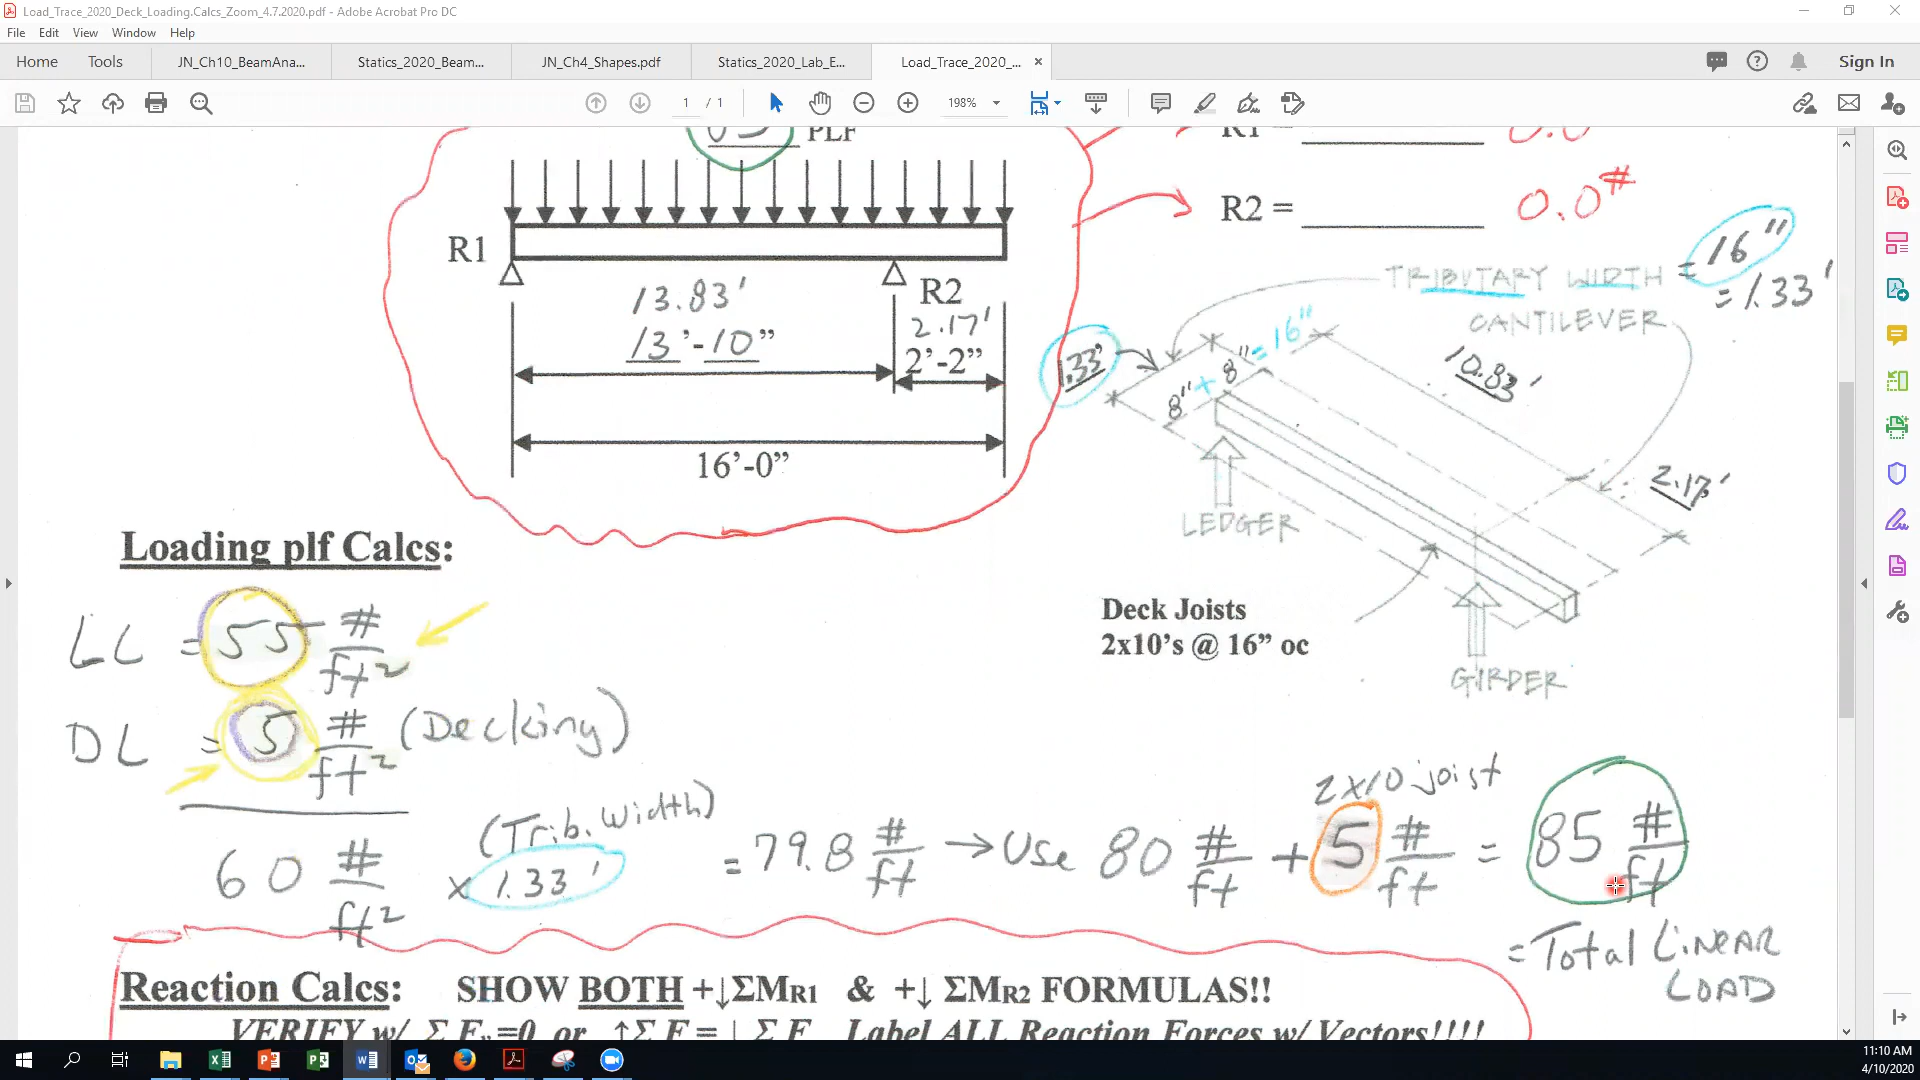 Load_Trace_2020_Deck_Loading.Calcs_Zoom_4.7.2020.pdf - Adobe Acrobat Pro DC
File Edit View Window Help
Home Tools JN_Ch10_BeamAna... Statics_2020_Beam... JN_Ch4_Shapes.pdf Statics_2020_Lab_E... Load_Trace_2020_... × Sign In
1 / 1 198%
PLF
R1 =
R2 = 0.0#
R1
R2
13.83'
13'-10"
2.17'
2'-2"
16'-0"
TRIBUTARY WIDTH = 16"
= 1.33'
CANTILEVER
1.33'
8" + 8" = 16"
10.83'
2.17'
LEDGER
GIRDER
Deck Joists
2x10's @ 16" oc
Loading plf Calcs:
LL = 55 #/ft²
DL = 5 #/ft² (Decking)
60 #/ft² x 1.33' (Trib. Width) = 79.8 #/ft → Use 80 #/ft + 5 #/ft = 85 #/ft
2x10 joist
= Total LINEAR LOAD
Reaction Calcs: SHOW BOTH +↓ΣMR1 & +↓ ΣMR2 FORMULAS!!
VERIFY w/ Σ Fy=0 or ↑Σ F = ↓ Σ F Label ALL Reaction Forces w/ Vectors!!!!
11:10 AM
4/10/2020